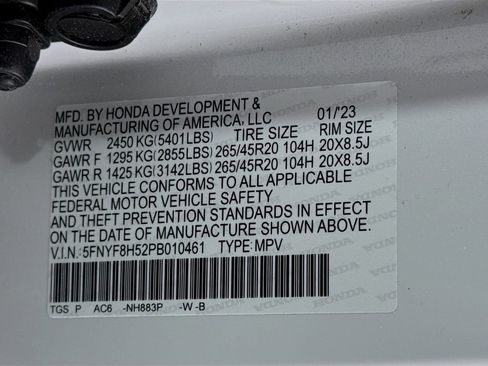 MFD. BY HONDA DEVELOPMENT &
MANUFACTURING OF AMERICA, LLC 01/'23
GVWR 2450 KG(5401LBS) TIRE SIZE RIM SIZE
GAWR F 1295 KG(2855LBS) 265/45R20 104H 20X8.5J
GAWR R 1425 KG(3142LBS) 265/45R20 104H 20X8.5J
THIS VEHICLE CONFORMS TO ALL APPLICABLE
FEDERAL MOTOR VEHICLE SAFETY
AND THEFT PREVENTION STANDARDS IN EFFECT
ON THE DATE OF MANUFACTURE SHOWN ABOVE.
V.I.N.: 5FNYF8H52PB010461 TYPE: MPV
TGS P AC6 -NH883P -W -B